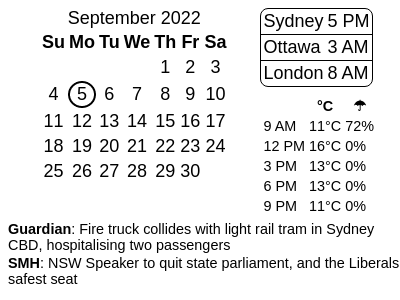 September 2022
Su Mo Tu We Th Fr Sa
1 2 3
4 5 6 7 8 9 10
11 12 13 14 15 16 17
18 19 20 21 22 23 24
25 26 27 28 29 30
Sydney 5 PM
Ottawa 3 AM
London 8 AM
°C ☂
9 AM 11°C 72%
12 PM 16°C 0%
3 PM 13°C 0%
6 PM 13°C 0%
9 PM 11°C 0%
Guardian: Fire truck collides with light rail tram in Sydney
CBD, hospitalising two passengers
SMH: NSW Speaker to quit state parliament, and the Liberals
safest seat